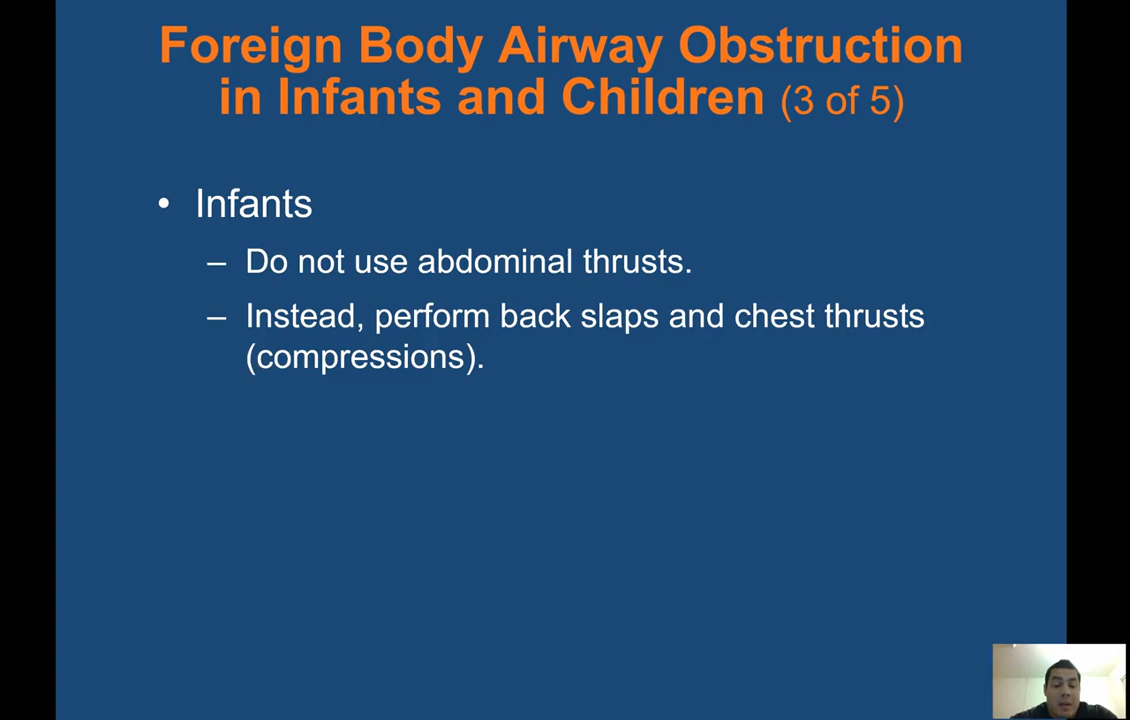 Foreign Body Airway Obstruction
in Infants and Children (3 of 5)
• Infants
– Do not use abdominal thrusts.
– Instead, perform back slaps and chest thrusts
(compressions).